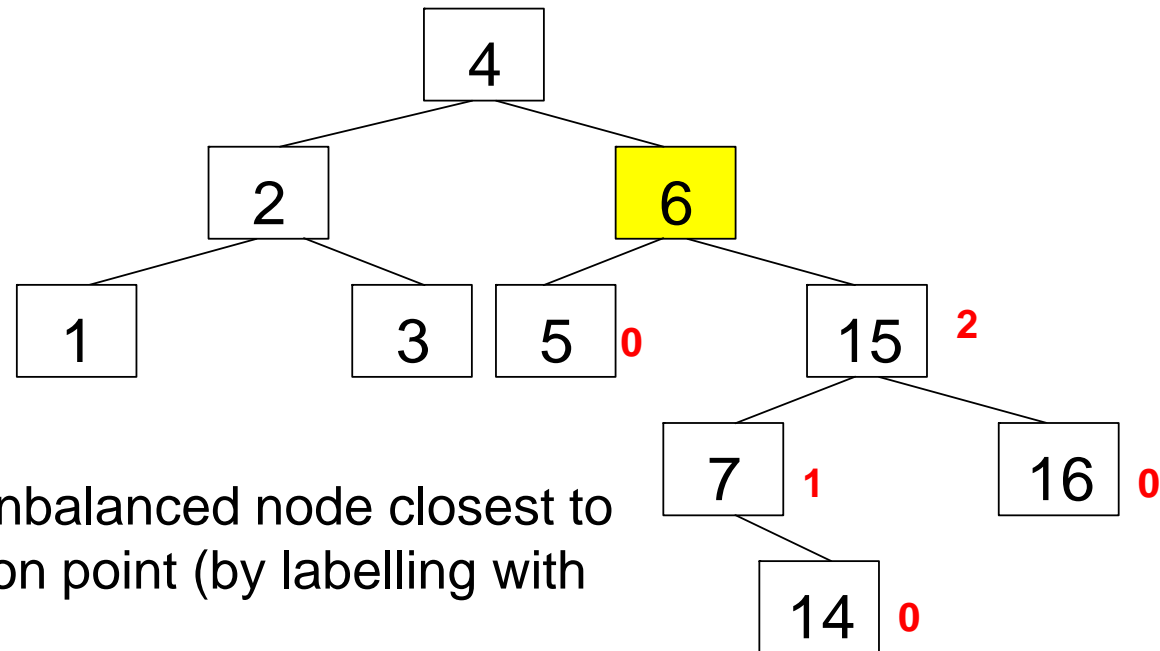 4
2 6
1 3 5 0 15 2
7 1 16 0
nbalanced node closest to
on point (by labelling with
14 0